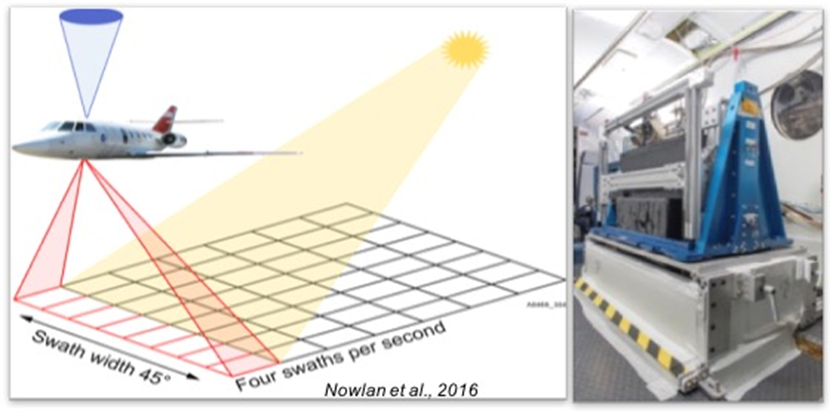 Swath width 45°
Four swaths per second
Nowlan et al., 2016